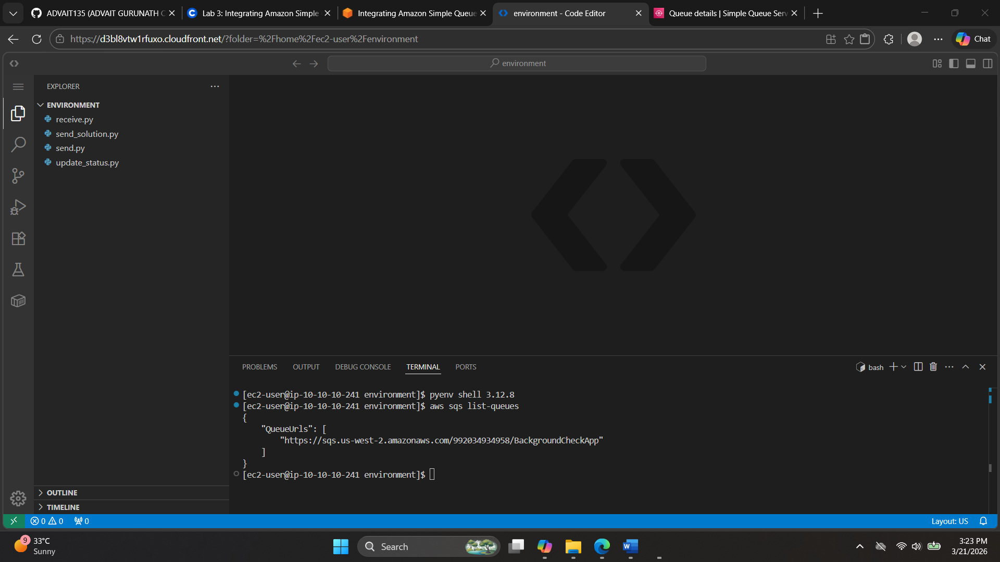 ADVAIT135 (ADVAIT GURUNATH C
Lab 3: Integrating Amazon Simple
Integrating Amazon Simple Queue
environment - Code Editor
Queue details | Simple Queue Serv
https://d3bl8vtw1rfuxo.cloudfront.net/?folder=%2Fhome%2Fec2-user%2Fenvironment
Chat
environment
EXPLORER
ENVIRONMENT
receive.py
send_solution.py
send.py
update_status.py
PROBLEMS OUTPUT DEBUG CONSOLE TERMINAL PORTS
bash
[ec2-user@ip-10-10-10-241 environment]$ pyenv shell 3.12.8
[ec2-user@ip-10-10-10-241 environment]$ aws sqs list-queues
{
"QueueUrls": [
"https://sqs.us-west-2.amazonaws.com/992034934958/BackgroundCheckApp"
]
}
[ec2-user@ip-10-10-10-241 environment]$
OUTLINE
TIMELINE
0 0 0
Layout: US
9
33°C
Sunny
Search
3:23 PM
3/21/2026